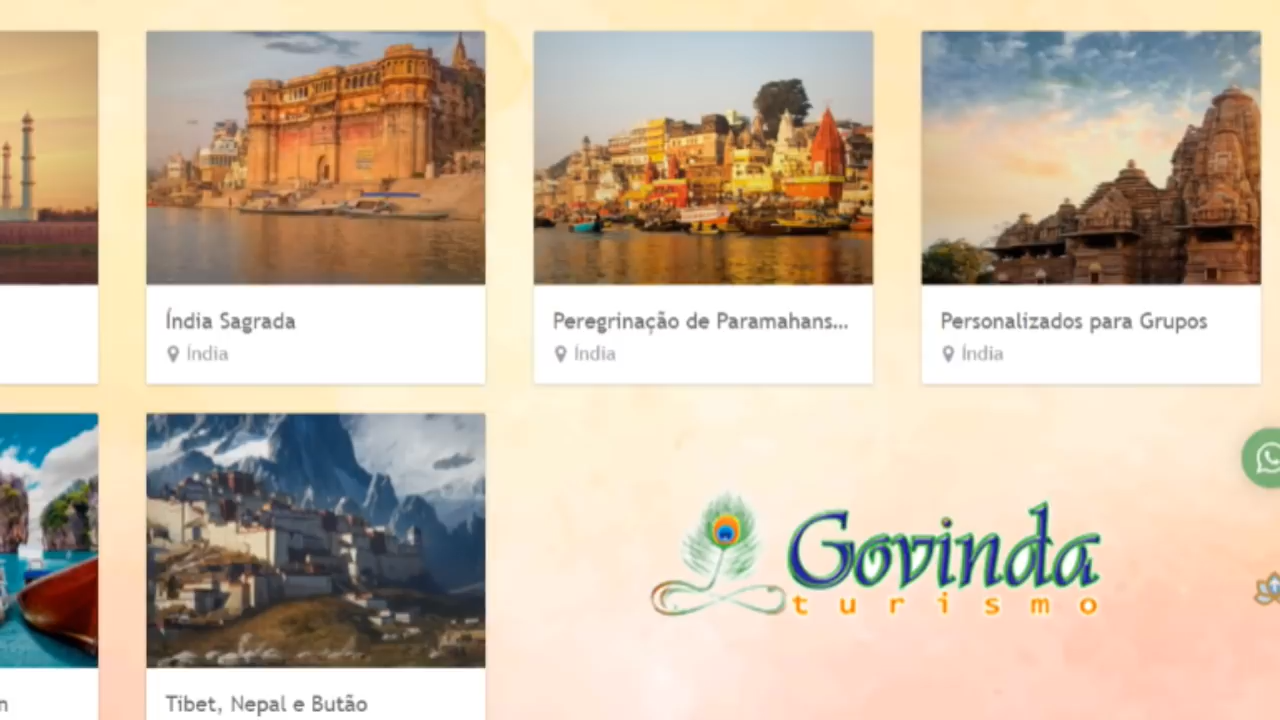 Índia Sagrada
Índia
Peregrinação de Paramahans...
Índia
Personalizados para Grupos
Índia
Govinda
turismo
n
Tibet, Nepal e Butão